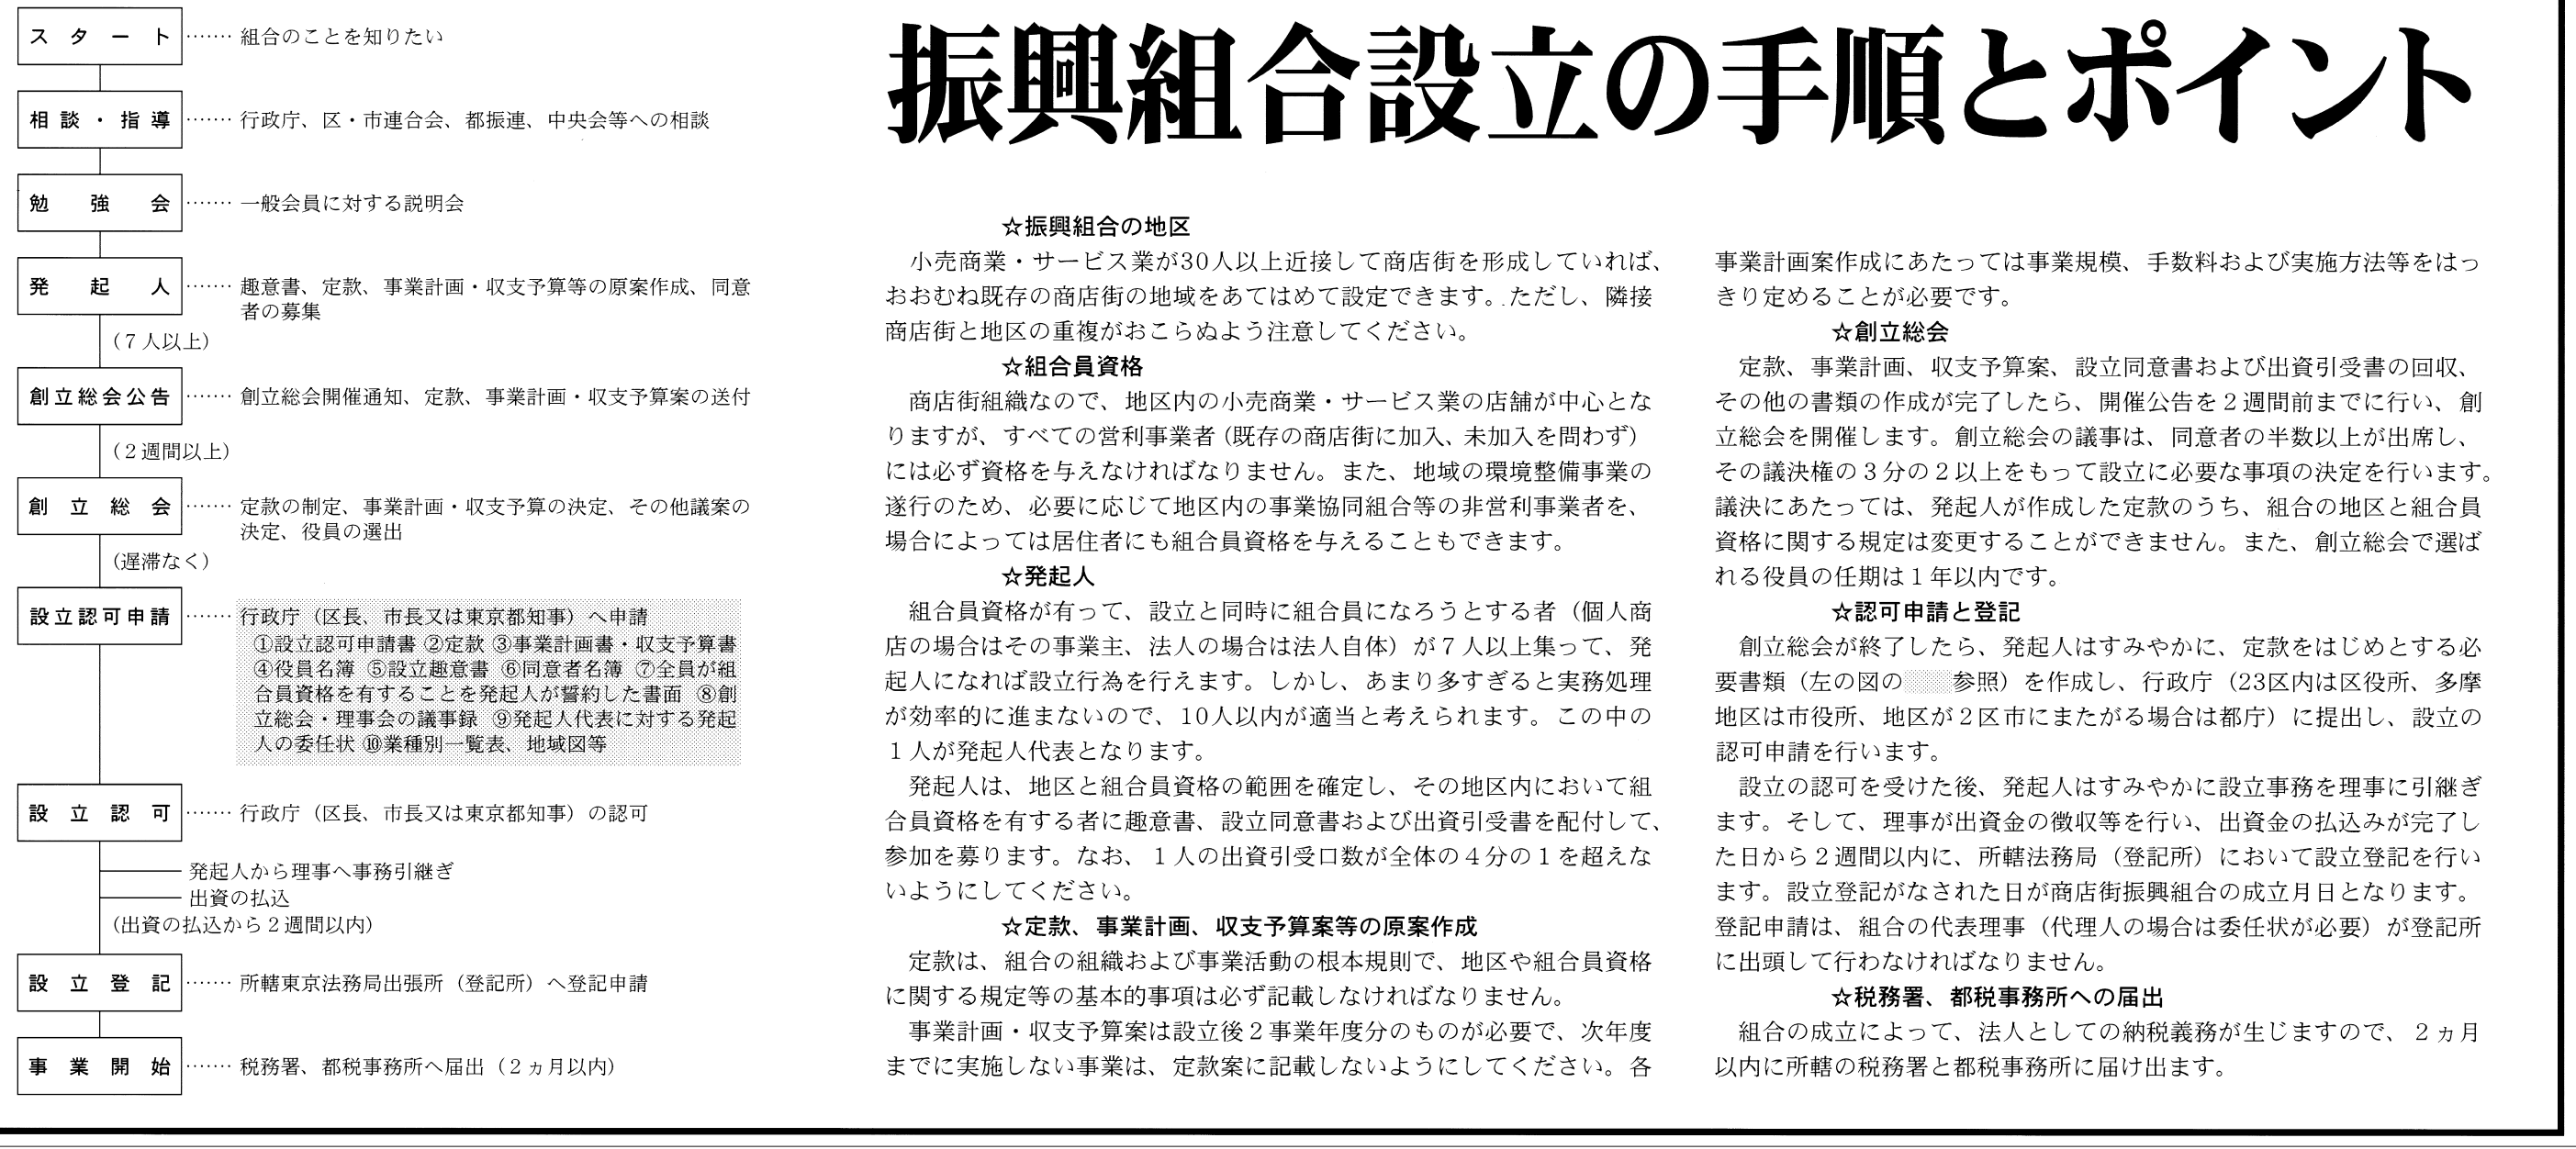 振興組合設立の手順とポイント
スタート……組合のことを知りたい
相談・指導……行政庁、区・市連合会、都振連、中央会等への相談
勉強会……一般会員に対する説明会
発起人……趣意書、定款、事業計画・収支予算等の原案作成、同意
者の募集
（７人以上）
創立総会公告……創立総会開催通知、定款、事業計画・収支予算案の送付
（２週間以上）
創立総会……定款の制定、事業計画・収支予算の決定、その他議案の
決定、役員の選出
（遅滞なく）
設立認可申請……行政庁（区長、市長又は東京都知事）へ申請
①設立認可申請書 ②定款 ③事業計画書・収支予算書
④役員名簿 ⑤設立趣意書 ⑥同意者名簿 ⑦全員が組
合員資格を有することを発起人が誓約した書面 ⑧創
立総会・理事会の議事録 ⑨発起人代表に対する発起
人の委任状 ⑩業種別一覧表、地域図等
設立認可……行政庁（区長、市長又は東京都知事）の認可
発起人から理事へ事務引継ぎ
出資の払込
（出資の払込から２週間以内）
設立登記……所轄東京法務局出張所（登記所）へ登記申請
事業開始……税務署、都税事務所へ届出（２ヵ月以内）
☆振興組合の地区
小売商業・サービス業が30人以上近接して商店街を形成していれば、
おおむね既存の商店街の地域をあてはめて設定できます。ただし、隣接
商店街と地区の重複がおこらぬよう注意してください。
☆組合員資格
商店街組織なので、地区内の小売商業・サービス業の店舗が中心とな
りますが、すべての営利事業者（既存の商店街に加入、未加入を問わず）
には必ず資格を与えなければなりません。また、地域の環境整備事業の
遂行のため、必要に応じて地区内の事業協同組合等の非営利事業者を、
場合によっては居住者にも組合員資格を与えることもできます。
☆発起人
組合員資格が有って、設立と同時に組合員になろうとする者（個人商
店の場合はその事業主、法人の場合は法人自体）が７人以上集って、発
起人になれば設立行為を行えます。しかし、あまり多すぎると実務処理
が効率的に進まないので、10人以内が適当と考えられます。この中の
１人が発起人代表となります。
発起人は、地区と組合員資格の範囲を確定し、その地区内において組
合員資格を有する者に趣意書、設立同意書および出資引受書を配付して、
参加を募ります。なお、１人の出資引受口数が全体の４分の１を超えな
いようにしてください。
☆定款、事業計画、収支予算案等の原案作成
定款は、組合の組織および事業活動の根本規則で、地区や組合員資格
に関する規定等の基本的事項は必ず記載しなければなりません。
事業計画・収支予算案は設立後２事業年度分のものが必要で、次年度
までに実施しない事業は、定款案に記載しないようにしてください。各
事業計画案作成にあたっては事業規模、手数料および実施方法等をはっ
きり定めることが必要です。
☆創立総会
定款、事業計画、収支予算案、設立同意書および出資引受書の回収、
その他の書類の作成が完了したら、開催公告を２週間前までに行い、創
立総会を開催します。創立総会の議事は、同意者の半数以上が出席し、
その議決権の３分の２以上をもって設立に必要な事項の決定を行います。
議決にあたっては、発起人が作成した定款のうち、組合の地区と組合員
資格に関する規定は変更することができません。また、創立総会で選ば
れる役員の任期は１年以内です。
☆認可申請と登記
創立総会が終了したら、発起人はすみやかに、定款をはじめとする必
要書類（左の図の　　参照）を作成し、行政庁（23区内は区役所、多摩
地区は市役所、地区が２区市にまたがる場合は都庁）に提出し、設立の
認可申請を行います。
設立の認可を受けた後、発起人はすみやかに設立事務を理事に引継ぎ
ます。そして、理事が出資金の徴収等を行い、出資金の払込みが完了し
た日から２週間以内に、所轄法務局（登記所）において設立登記を行い
ます。設立登記がなされた日が商店街振興組合の成立月日となります。
登記申請は、組合の代表理事（代理人の場合は委任状が必要）が登記所
に出頭して行わなければなりません。
☆税務署、都税事務所への届出
組合の成立によって、法人としての納税義務が生じますので、２ヵ月
以内に所轄の税務署と都税事務所に届け出ます。